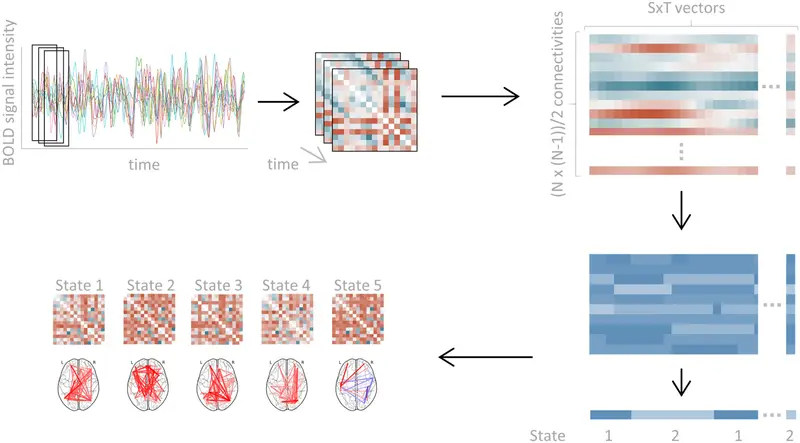 SxT vectors
BOLD signal intensity
time
time
(N x (N-1))/2 connectivities
State 1 State 2 State 3 State 4 State 5
L R L R L R L R L R
State 1 2 1 2